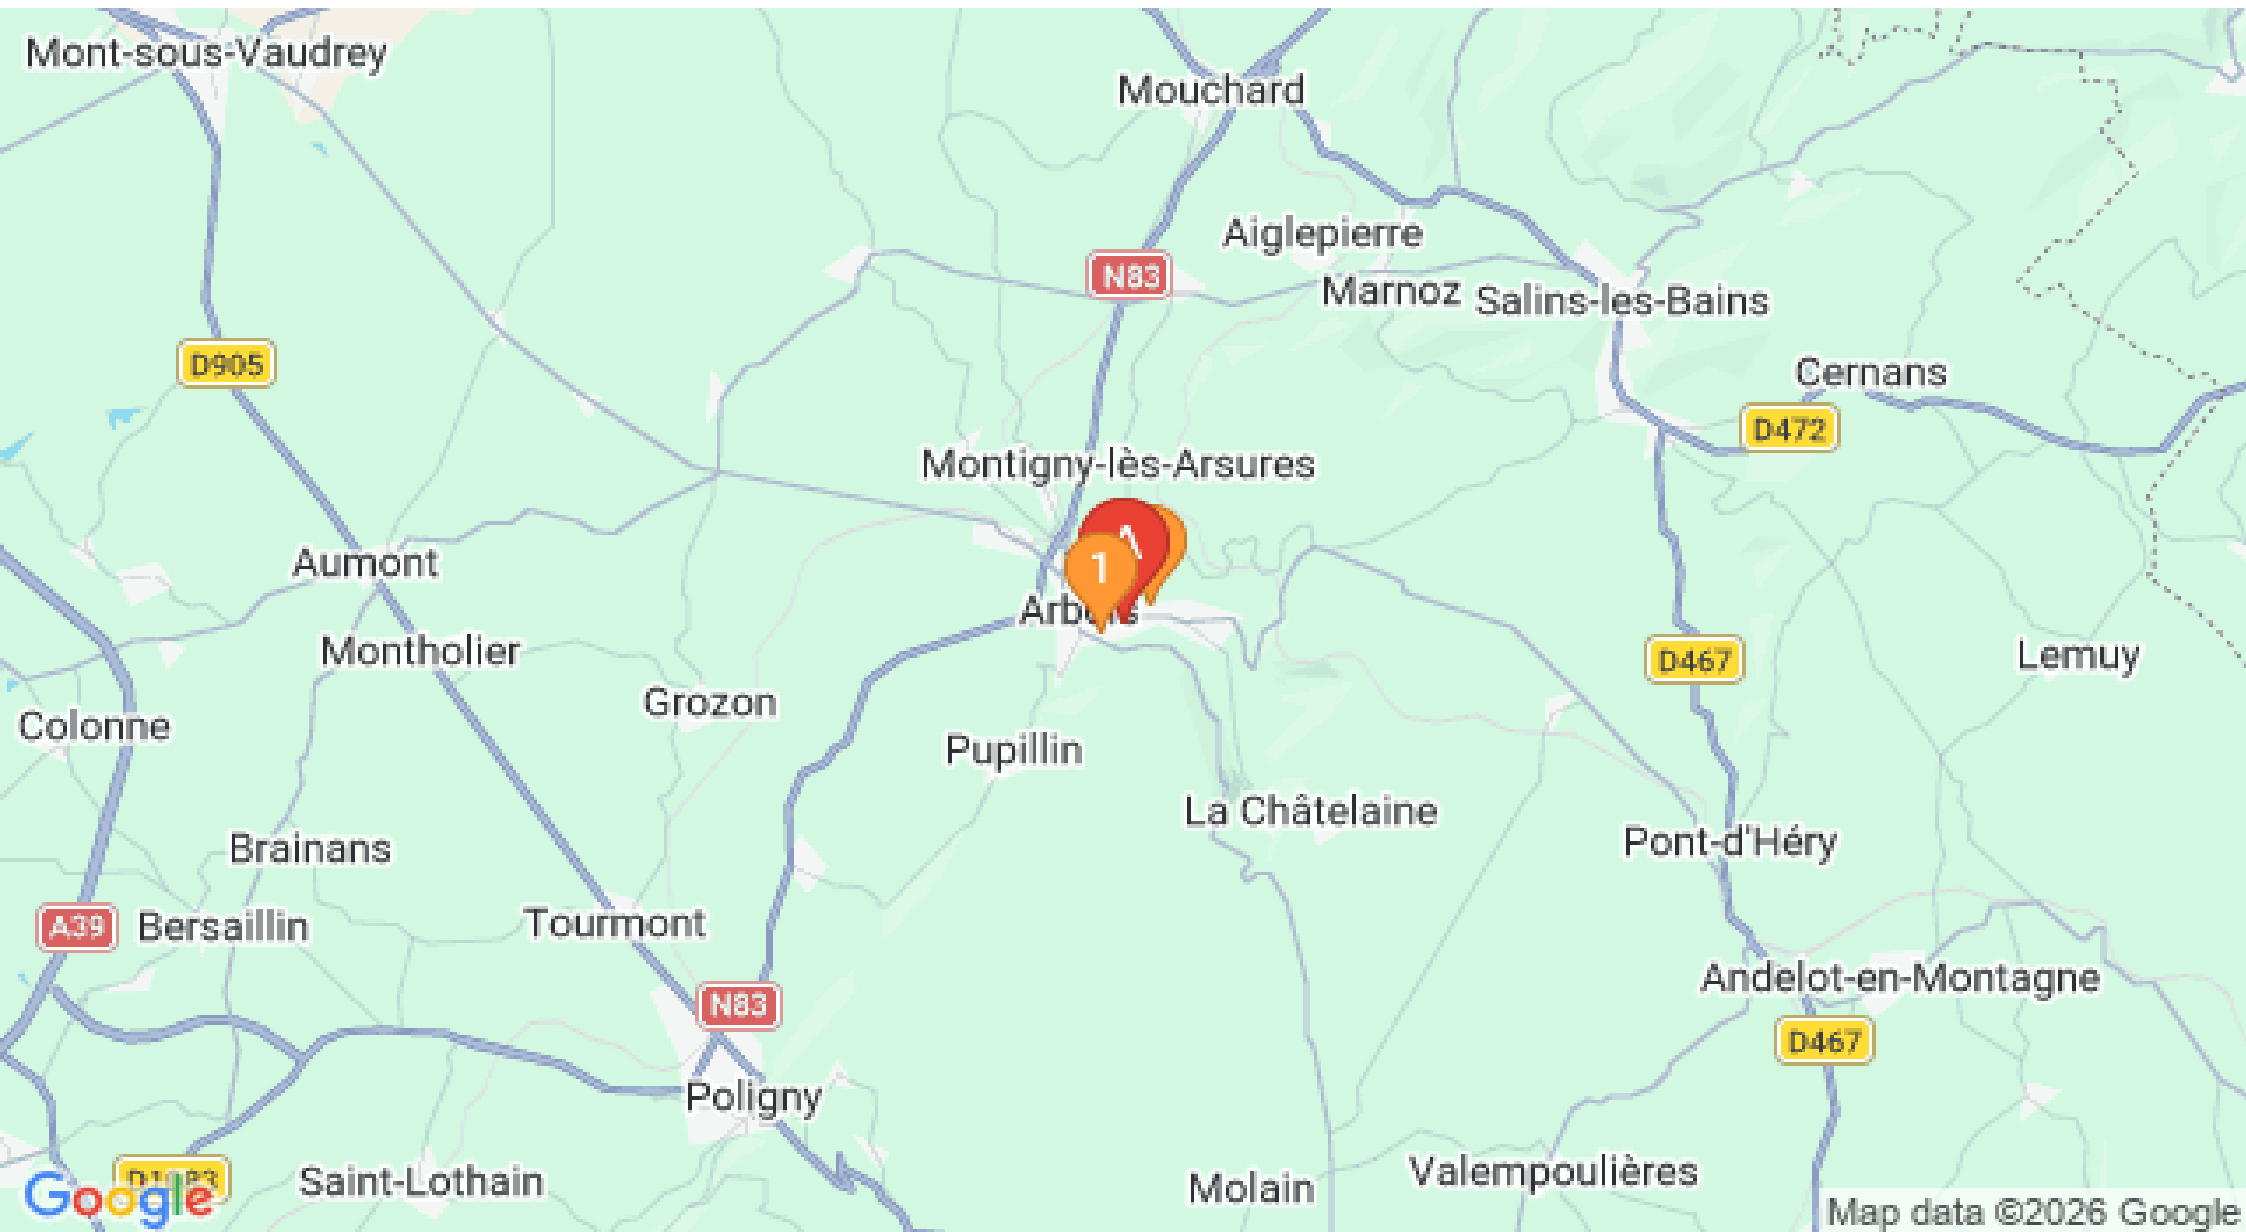 Mont-sous-Vaudrey
Mouchard
Aiglepierre
N83
Marnoz
Salins-les-Bains
D905
Cernans
D472
Montigny-lès-Arsures
1
Aumont
Montholier
D467
Lemuy
Grozon
Colonne
Pupillin
La Châtelaine
Brainans
Pont-d'Héry
A39
Bersaillin
Tourmont
N83
Andelot-en-Montagne
D467
Poligny
Saint-Lothain
Molain
Valempoulières
Google
Map data ©2026 Google